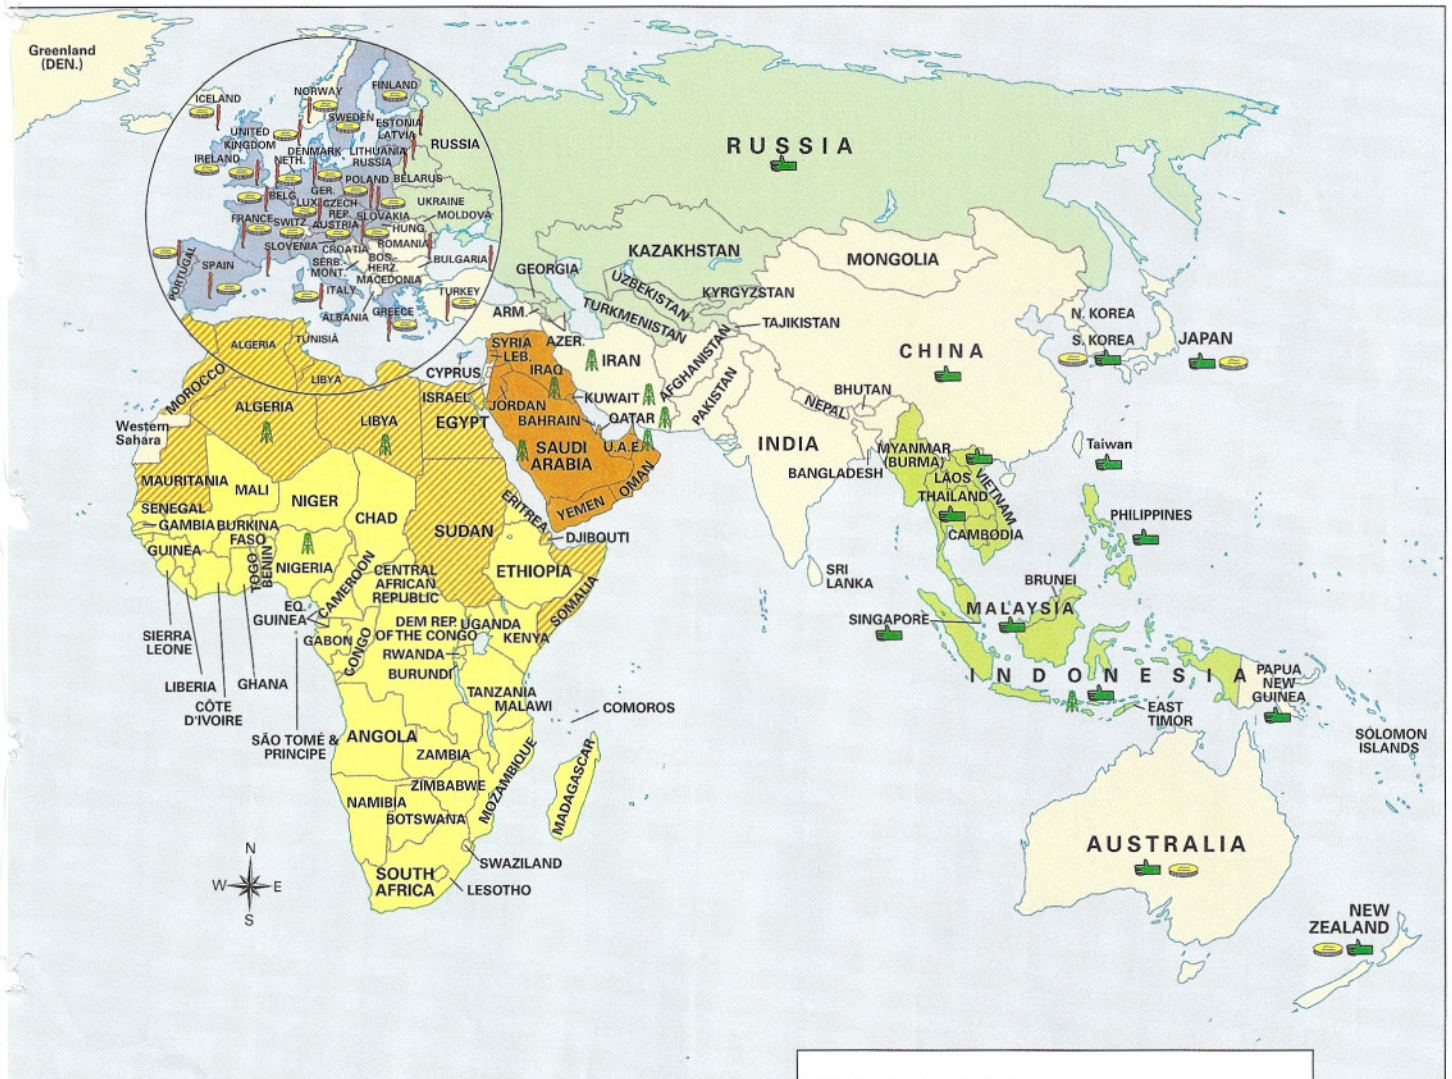 Greenland
(DEN.)
ICELAND
NORWAY
FINLAND
SWEDEN
ESTONIA
LATVIA
UNITED
KINGDOM
DENMARK
LITHUANIA
RUSSIA
RUSSIA
IRELAND
NETH.
POLAND
BELARUS
BELG.
GER.
LUX.
CZECH
REP.
UKRAINE
FRANCE
SWITZ.
AUSTRIA
SLOVAKIA
MOLDOVA
HUNG.
SLOVENIA
CROATIA
ROMANIA
SERB.
MONT.
BOS.-
HERZ.
BULGARIA
PORTUGAL
SPAIN
MACEDONIA
ITALY
TURKEY
ALBANIA
GREECE
ALGERIA
TUNISIA
LIBYA
RUSSIA
KAZAKHSTAN
MONGOLIA
GEORGIA
UZBEKISTAN
KYRGYZSTAN
ARM.
TURKMENISTAN
TAJIKISTAN
N. KOREA
S. KOREA
JAPAN
SYRIA
LEB.
AZER.
IRAN
AFGHANISTAN
CHINA
CYPRUS
IRAQ
MOROCCO
ISRAEL
JORDAN
KUWAIT
PAKISTAN
NEPAL
BHUTAN
ALGERIA
LIBYA
EGYPT
BAHRAIN
QATAR
Western
Sahara
SAUDI
ARABIA
U.A.E.
INDIA
MYANMAR
(BURMA)
Taiwan
BANGLADESH
MAURITANIA
MALI
NIGER
OMAN
LAOS
THAILAND
VIETNAM
SENEGAL
CHAD
ERITREA
YEMEN
PHILIPPINES
GAMBIA
BURKINA
FASO
SUDAN
DJIBOUTI
CAMBODIA
GUINEA
TOGO
BENIN
NIGERIA
CAMEROON
CENTRAL
AFRICAN
REPUBLIC
ETHIOPIA
SOMALIA
SRI
LANKA
BRUNEI
EQ.
GUINEA
MALAYSIA
SINGAPORE
DEM REP.
OF THE CONGO
UGANDA
KENYA
SIERRA
LEONE
GABON
CONGO
RWANDA
BURUNDI
INDONESIA
PAPUA
NEW
GUINEA
LIBERIA
GHANA
TANZANIA
MALAWI
COMOROS
EAST
TIMOR
CÔTE
D'IVOIRE
SÃO TOMÉ &
PRINCIPE
ANGOLA
ZAMBIA
SOLOMON
ISLANDS
ZIMBABWE
MOZAMBIQUE
MADAGASCAR
NAMIBIA
BOTSWANA
AUSTRALIA
N
W E
S
SWAZILAND
SOUTH
AFRICA
LESOTHO
NEW
ZEALAND